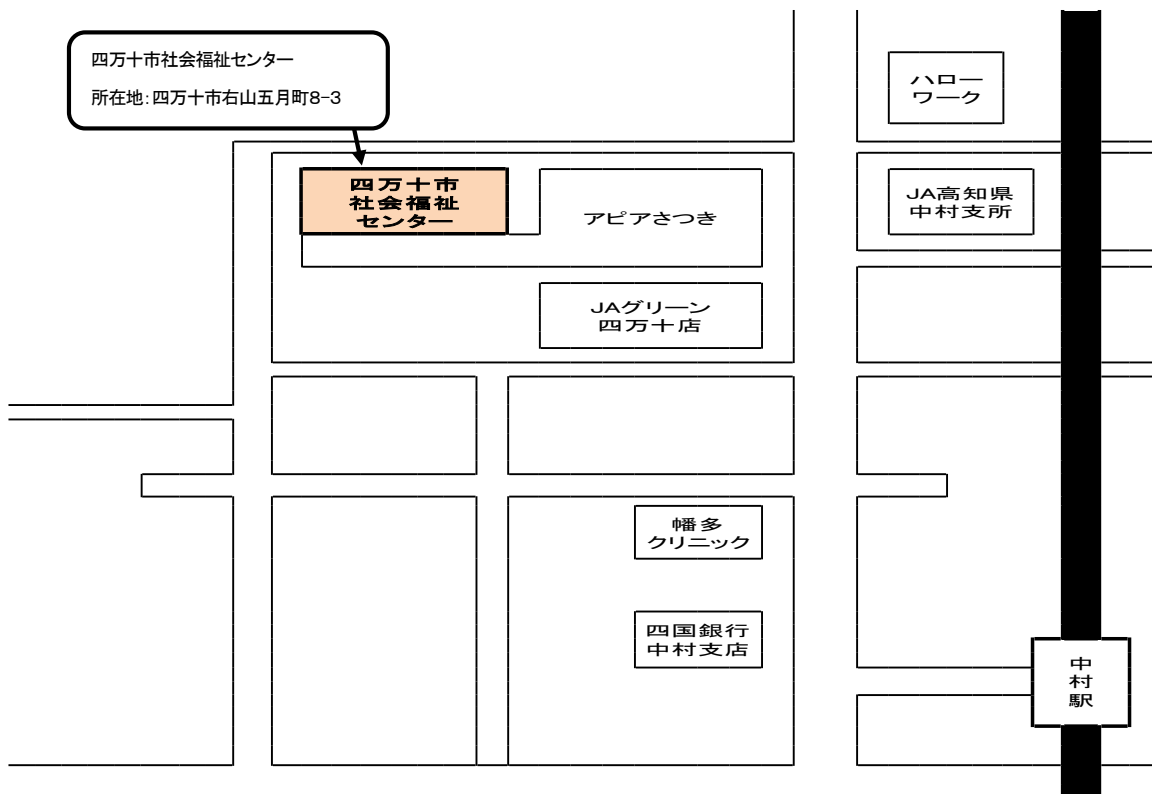 四万十市社会福祉センター
所在地:四万十市右山五月町8-3
ハロー
ワーク
四万十市
社会福祉
センター
アピアさつき
JA高知県
中村支所
JAグリーン
四万十店
幡多
クリニック
四国銀行
中村支店
中
村
駅